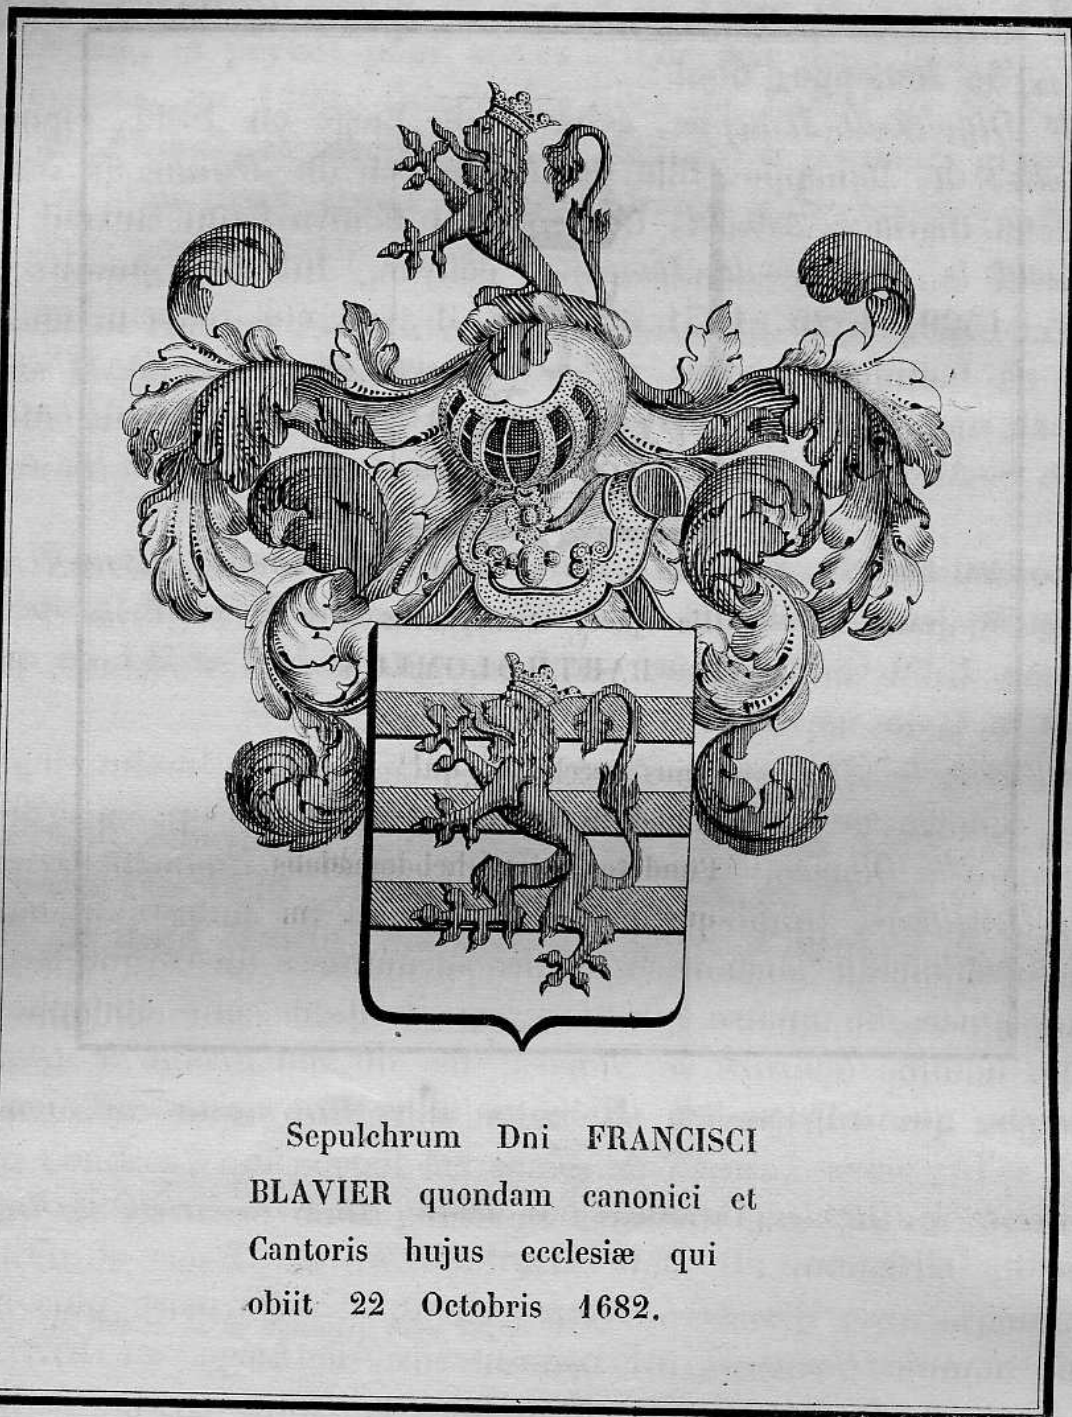 Sepulchrum Dni FRANCISCI
BLAVIER quondam canonici et
Cantoris hujus ecclesiæ qui
obiit 22 Octobris 1682.